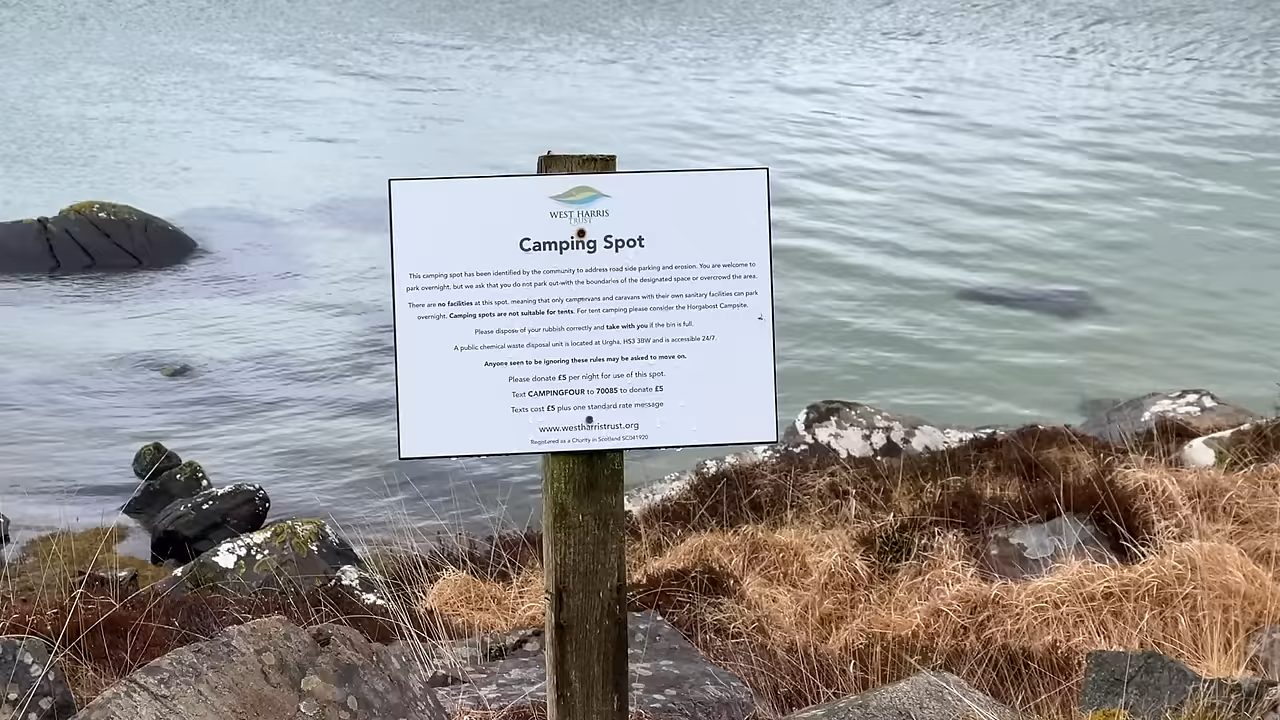 WEST HARRIS
TRUST
Camping Spot
This camping spot has been identified by the community to address road side parking and erosion. You are welcome to
park overnight, but we ask that you do not park out-with the boundaries of the designated space or overcrowd the area.
There are no facilities at this spot, meaning that only campervans and caravans with their own sanitary facilities can park
overnight. Camping spots are not suitable for tents. For tent camping please consider the Horgabost Campsite.
Please dispose of your rubbish correctly and take with you if the bin is full.
A public chemical waste disposal unit is located at Urgha, HS3 3BW and is accessible 24/7.
Anyone seen to be ignoring these rules may be asked to move on.
Please donate £5 per night for use of this spot.
Text CAMPINGFOUR to 70085 to donate £5
Texts cost £5 plus one standard rate message
www.westharristrust.org
Registered as a Charity in Scotland SC041920